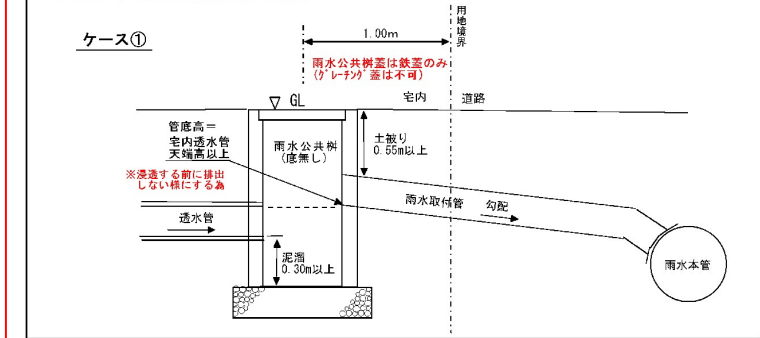 ケース①
1.00m
用地境界
雨水公共桝蓋は鉄蓋のみ
(グレーチング蓋は不可)
GL
宅内
道路
管底高＝
宅内透水管
天端高以上
※浸透する前に排出
しない様にする為
雨水公共桝
(底無し)
土被り
0.55m以上
雨水取付管
勾配
透水管
泥溜
0.30m以上
雨水本管